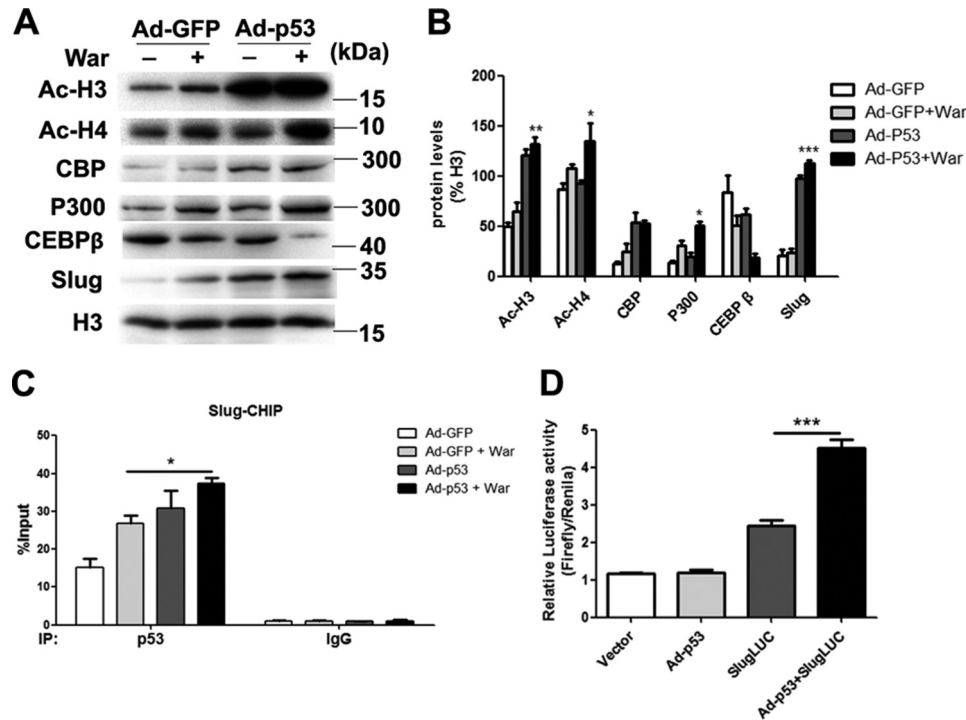 A
Ad-GFP Ad-p53
War – + – + (kDa)
Ac-H3
15
Ac-H4 10
CBP 300
P300 300
CEBPβ 40
Slug 35
H3
15
B
protein levels
(% H3)
200
150
100
50
0
Ac-H3 Ac-H4 CBP P300 CEBP β Slug
** * * ***
Ad-GFP
Ad-GFP+War
Ad-P53
Ad-P53+War
C
Slug-CHIP
%Input
50
40
30
20
10
0
*
IP: p53 IgG
Ad-GFP
Ad-GFP + War
Ad-p53
Ad-p53 + War
D
Relative Luciferase activity
(Firefly/Renila)
5
4
3
2
1
0
***
Vector Ad-p53 SlugLUC Ad-p53+SlugLUC